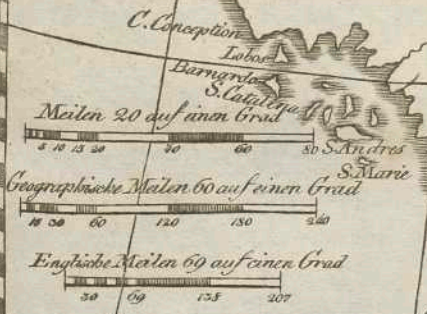 C. Conception
Lobos
Barnardo
S. Catalina
Meilen 20 auf einen Grad
5 10 15 20 40 60 80
S. Andres
S. Marie
Geographische Meilen 60 auf einen Grad
15 30 60 120 180 240
Englische Meilen 69 auf einen Grad
30 69 138 207